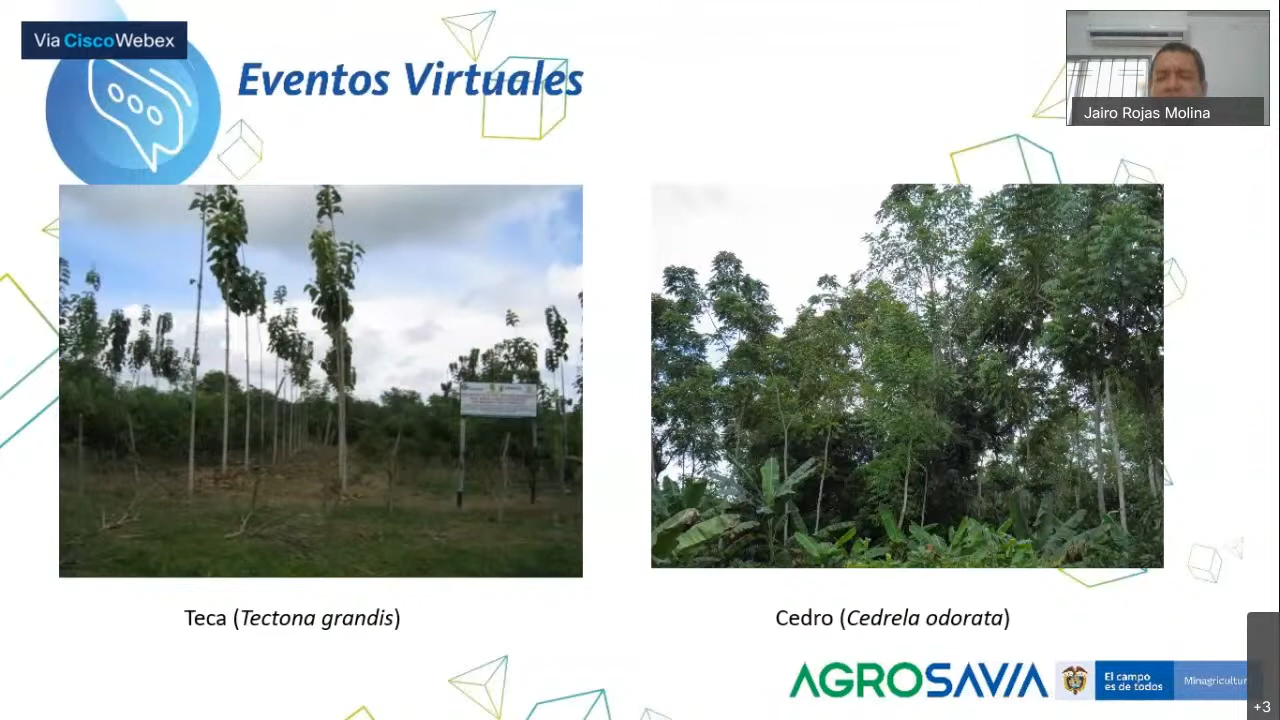 Via CiscoWebex
Eventos Virtuales
Jairo Rojas Molina
Teca (Tectona grandis)
Cedro (Cedrela odorata)
AGROSAVIA
El campo
es de todos
Minagricultur
+3